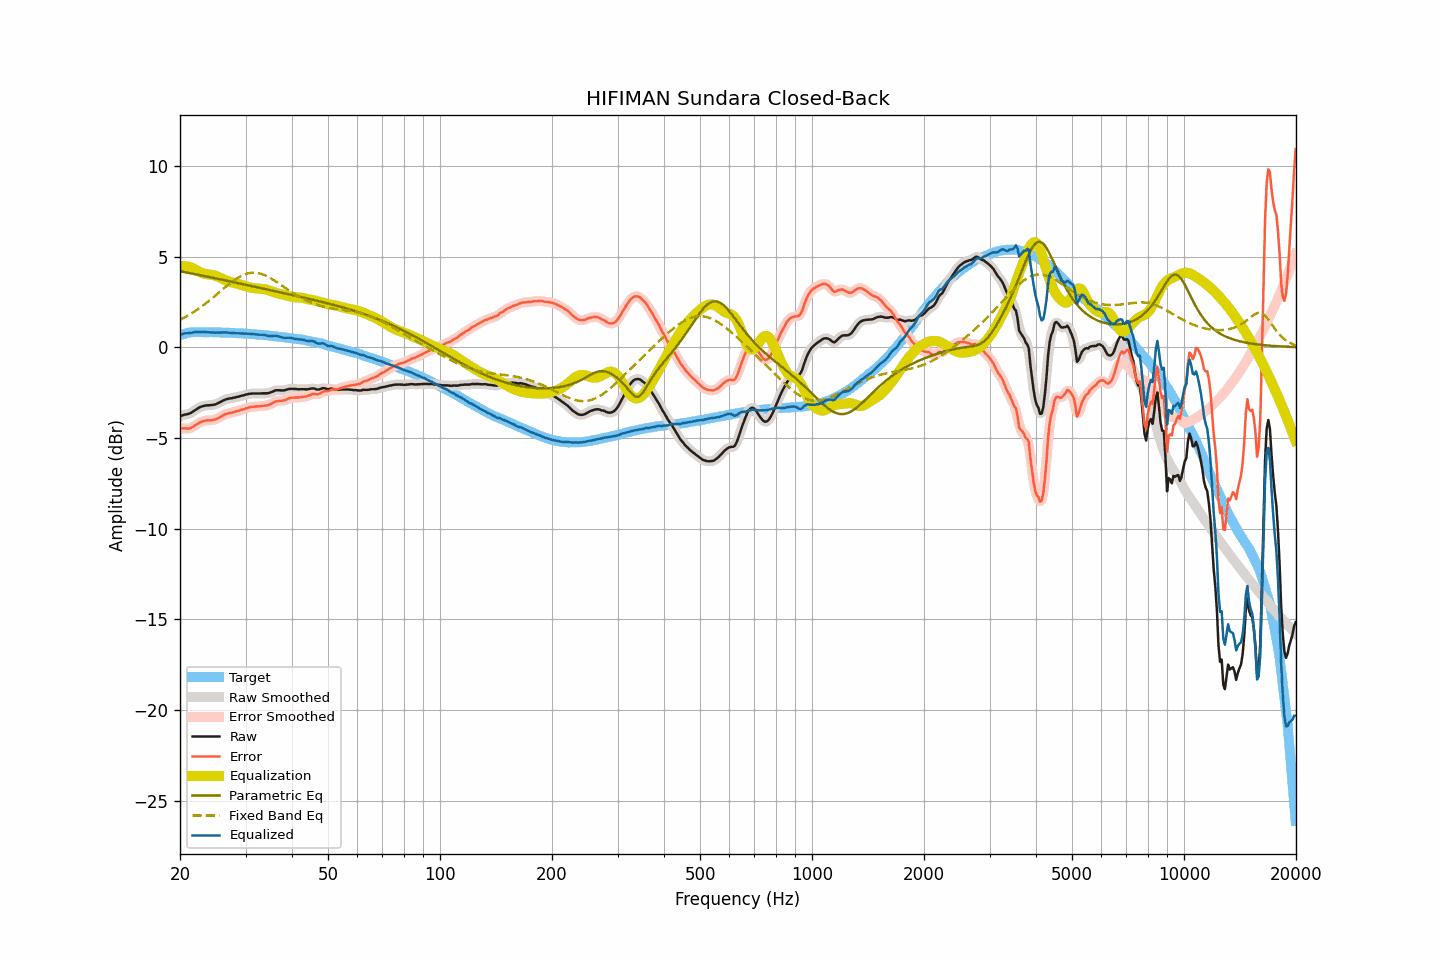 HIFIMAN Sundara Closed-Back
10
5
0
−5
−10
−15
−20
−25
Amplitude (dBr)
Target
Raw Smoothed
Error Smoothed
Raw
Error
Equalization
Parametric Eq
Fixed Band Eq
Equalized
20 50 100 200 500 1000 2000 5000 10000 20000
Frequency (Hz)